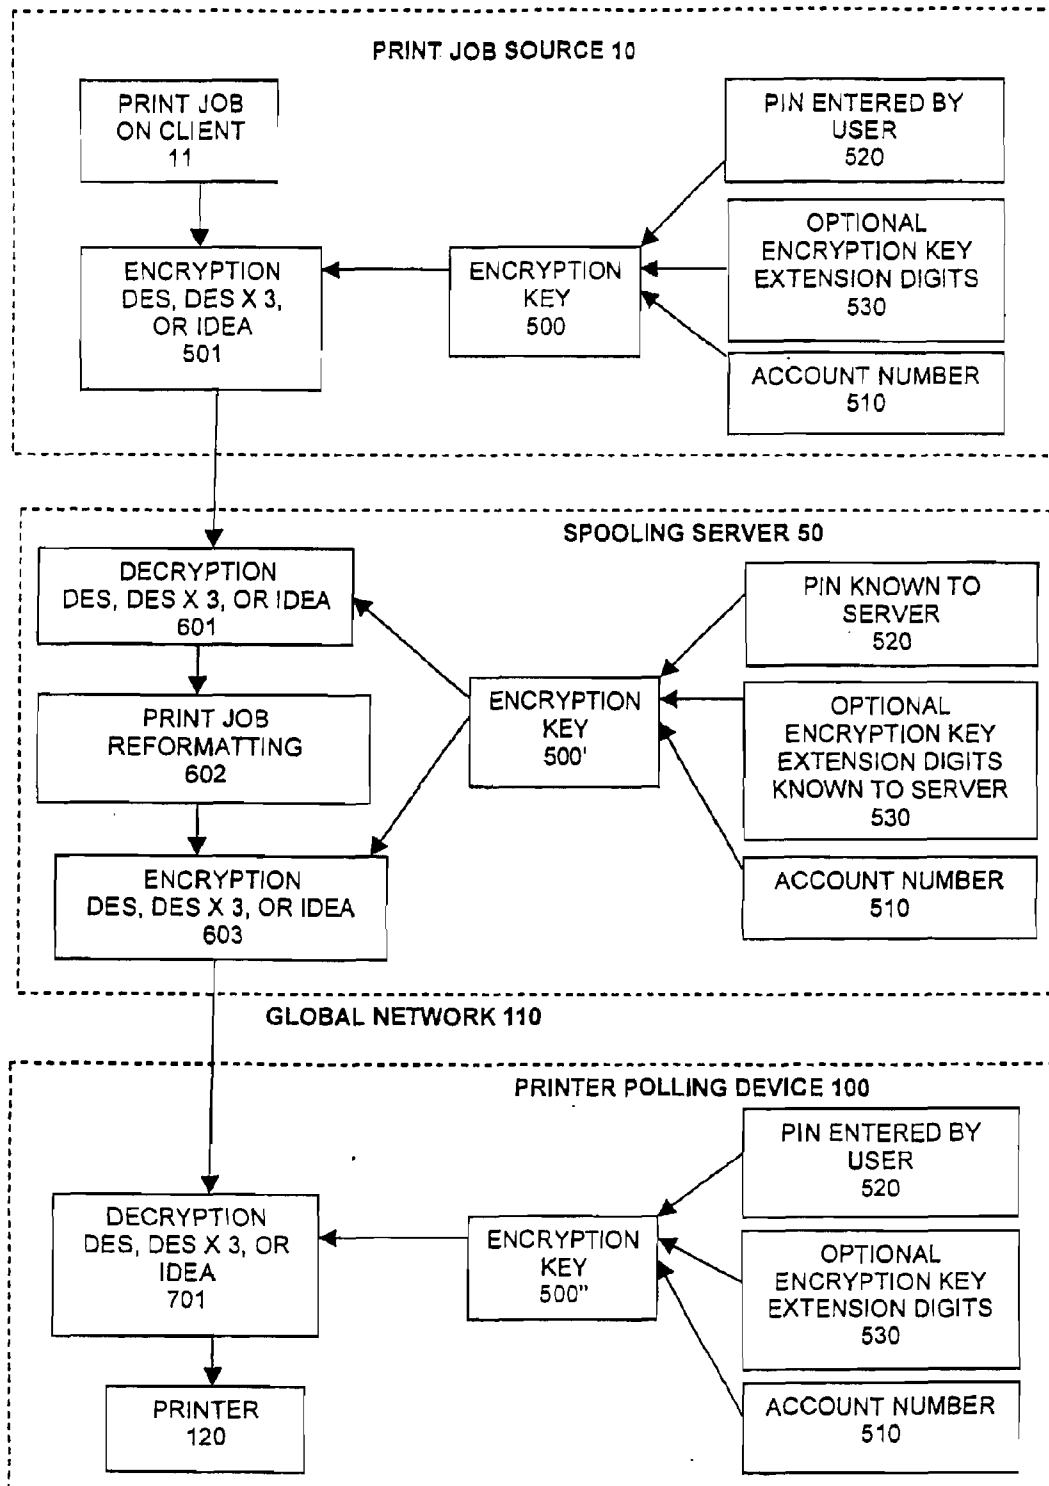 PRINT JOB SOURCE 10
PRINT JOB
ON CLIENT
11
PIN ENTERED BY
USER
520
ENCRYPTION
DES, DES X 3,
OR IDEA
501
ENCRYPTION
KEY
500
OPTIONAL
ENCRYPTION KEY
EXTENSION DIGITS
530
ACCOUNT NUMBER
510
SPOOLING SERVER 50
DECRYPTION
DES, DES X 3, OR IDEA
601
PIN KNOWN TO
SERVER
520
PRINT JOB
REFORMATTING
602
ENCRYPTION
KEY
500'
OPTIONAL
ENCRYPTION KEY
EXTENSION DIGITS
KNOWN TO SERVER
530
ENCRYPTION
DES, DES X 3, OR IDEA
603
ACCOUNT NUMBER
510
GLOBAL NETWORK 110
PRINTER POLLING DEVICE 100
PIN ENTERED BY
USER
520
DECRYPTION
DES, DES X 3, OR
IDEA
701
ENCRYPTION
KEY
500"
OPTIONAL
ENCRYPTION KEY
EXTENSION DIGITS
530
PRINTER
120
ACCOUNT NUMBER
510